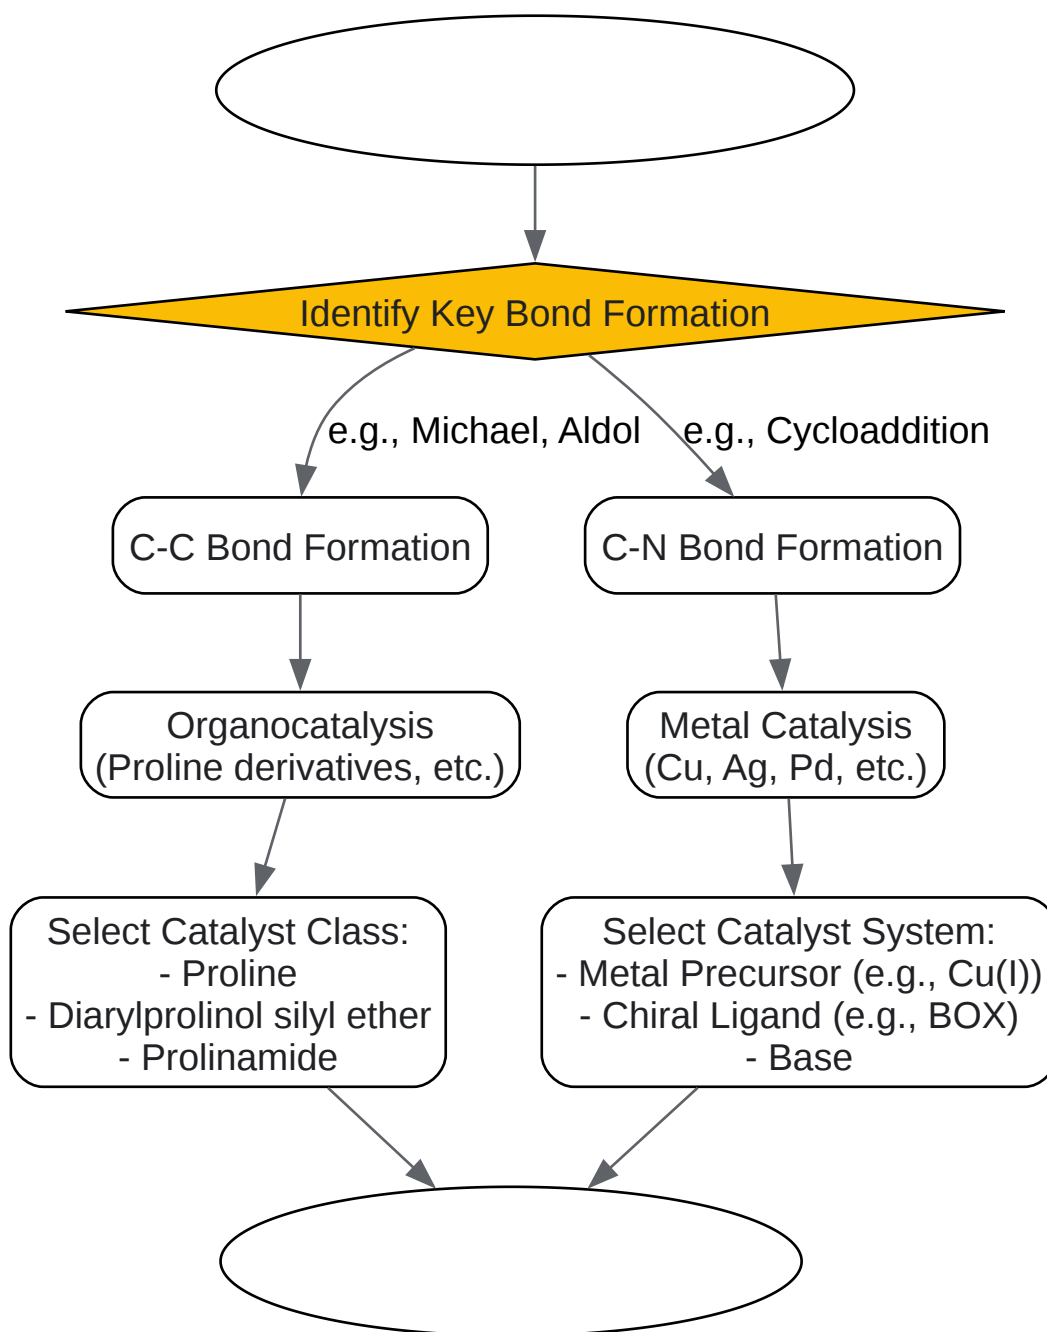 Identify Key Bond Formation
e.g., Michael, Aldol
e.g., Cycloaddition
C-C Bond Formation
C-N Bond Formation
Organocatalysis
(Proline derivatives, etc.)
Metal Catalysis
(Cu, Ag, Pd, etc.)
Select Catalyst Class:
- Proline
- Diarylprolinol silyl ether
- Prolinamide
Select Catalyst System:
- Metal Precursor (e.g., Cu(I))
- Chiral Ligand (e.g., BOX)
- Base